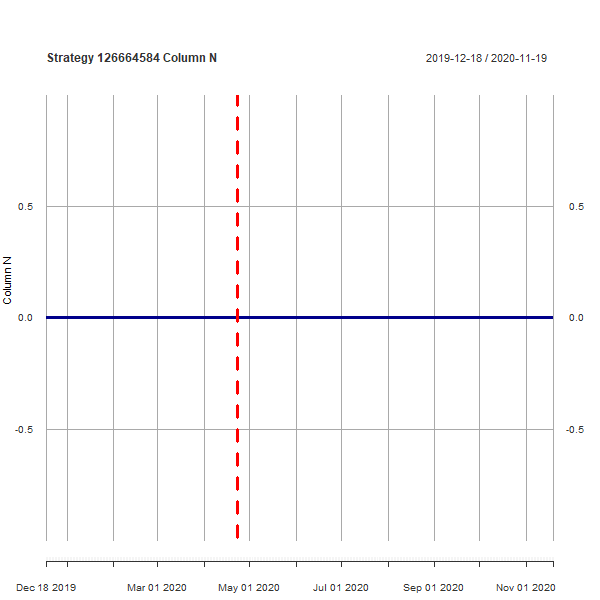 Strategy 126664584 Column N
2019-12-18 / 2020-11-19
0.5
0.5
Column N
0.0
0.0
-0.5
-0.5
Dec 18 2019
Mar 01 2020
May 01 2020
Jul 01 2020
Sep 01 2020
Nov 01 2020